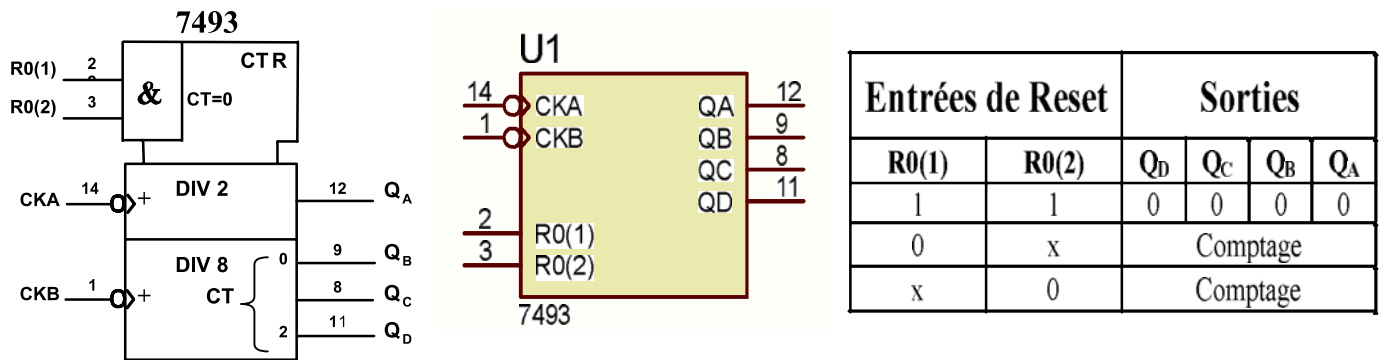 7493
R0(1) 2
R0(2) 3
&
CT=0
CTR
CKA 14
+
DIV 2
12 QA
CKB 1
+
DIV 8
CT
0
2
9 QB
8 QC
11 QD
U1
14 CKA
1 CKB
2 R0(1)
3 R0(2)
QA 12
QB 9
QC 8
QD 11
7493
Entrées de Reset Sorties
R0(1) R0(2) QD QC QB QA
1 1 0 0 0 0
0 x Comptage
x 0 Comptage